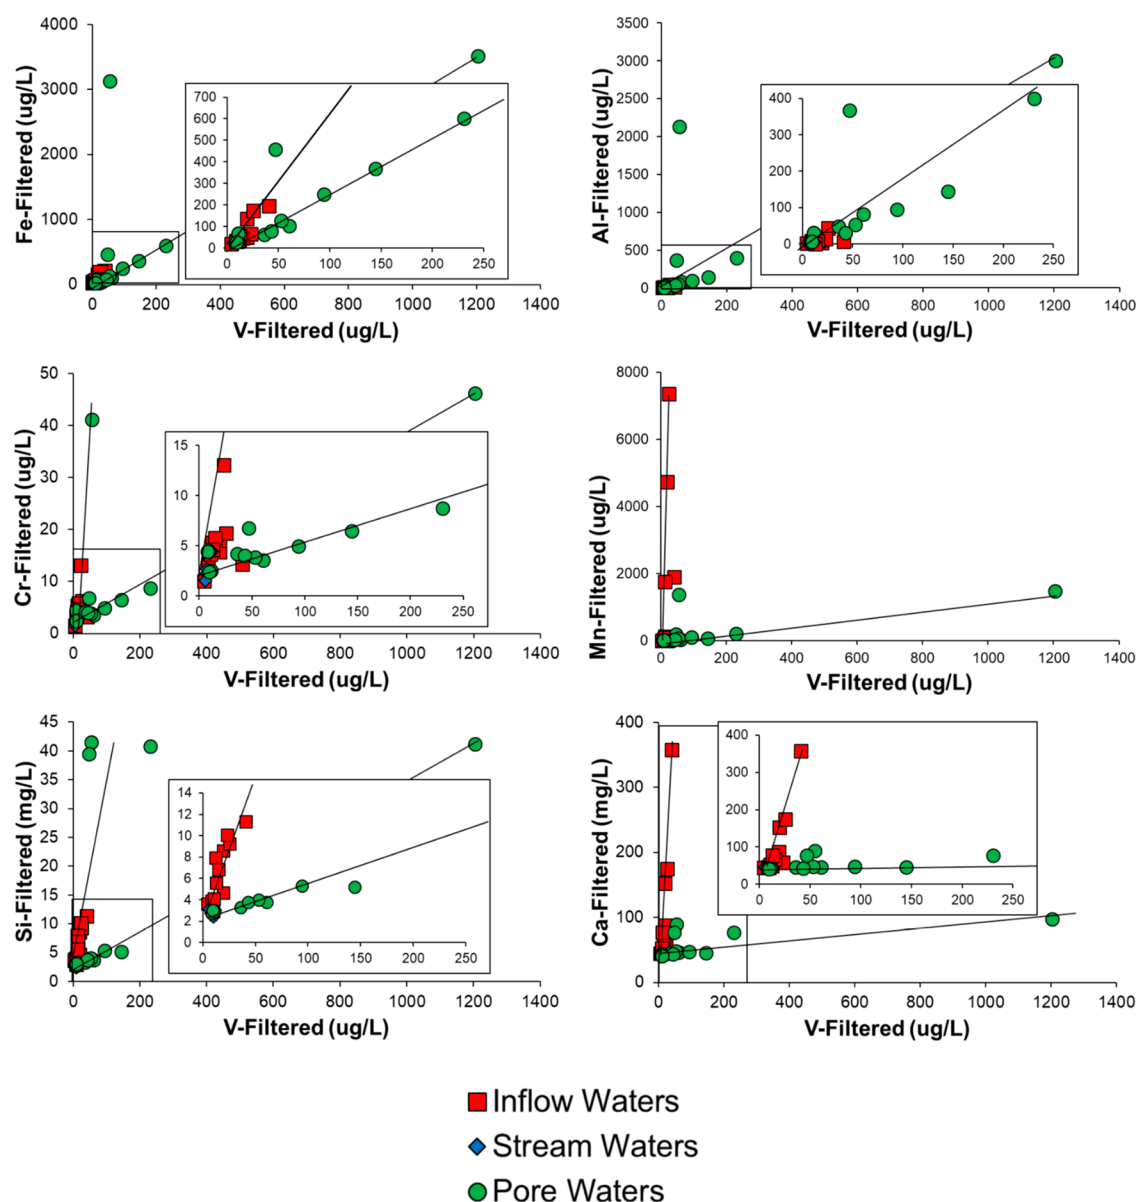 4000
3000
2000
1000
0
Fe-Filtered (ug/L)
0 200 400 600 800 1000 1200 1400
V-Filtered (ug/L)
700
600
500
400
300
200
100
0
0 50 100 150 200 250
3500
3000
2500
2000
1500
1000
500
0
Al-Filtered (ug/L)
0 200 400 600 800 1000 1200 1400
V-Filtered (ug/L)
400
300
200
100
0
0 50 100 150 200 250
50
40
30
20
10
0
Cr-Filtered (ug/L)
0 200 400 600 800 1000 1200 1400
V-Filtered (ug/L)
15
10
5
0
0 50 100 150 200 250
8000
6000
4000
2000
0
Mn-Filtered (ug/L)
0 200 400 600 800 1000 1200 1400
V-Filtered (ug/L)
45
40
35
30
25
20
15
10
5
0
Si-Filtered (mg/L)
0 200 400 600 800 1000 1200 1400
V-Filtered (ug/L)
14
12
10
8
6
4
2
0
0 50 100 150 200 250
400
300
200
100
0
Ca-Filtered (mg/L)
0 200 400 600 800 1000 1200 1400
V-Filtered (ug/L)
400
300
200
100
0
0 50 100 150 200 250
Inflow Waters
Stream Waters
Pore Waters